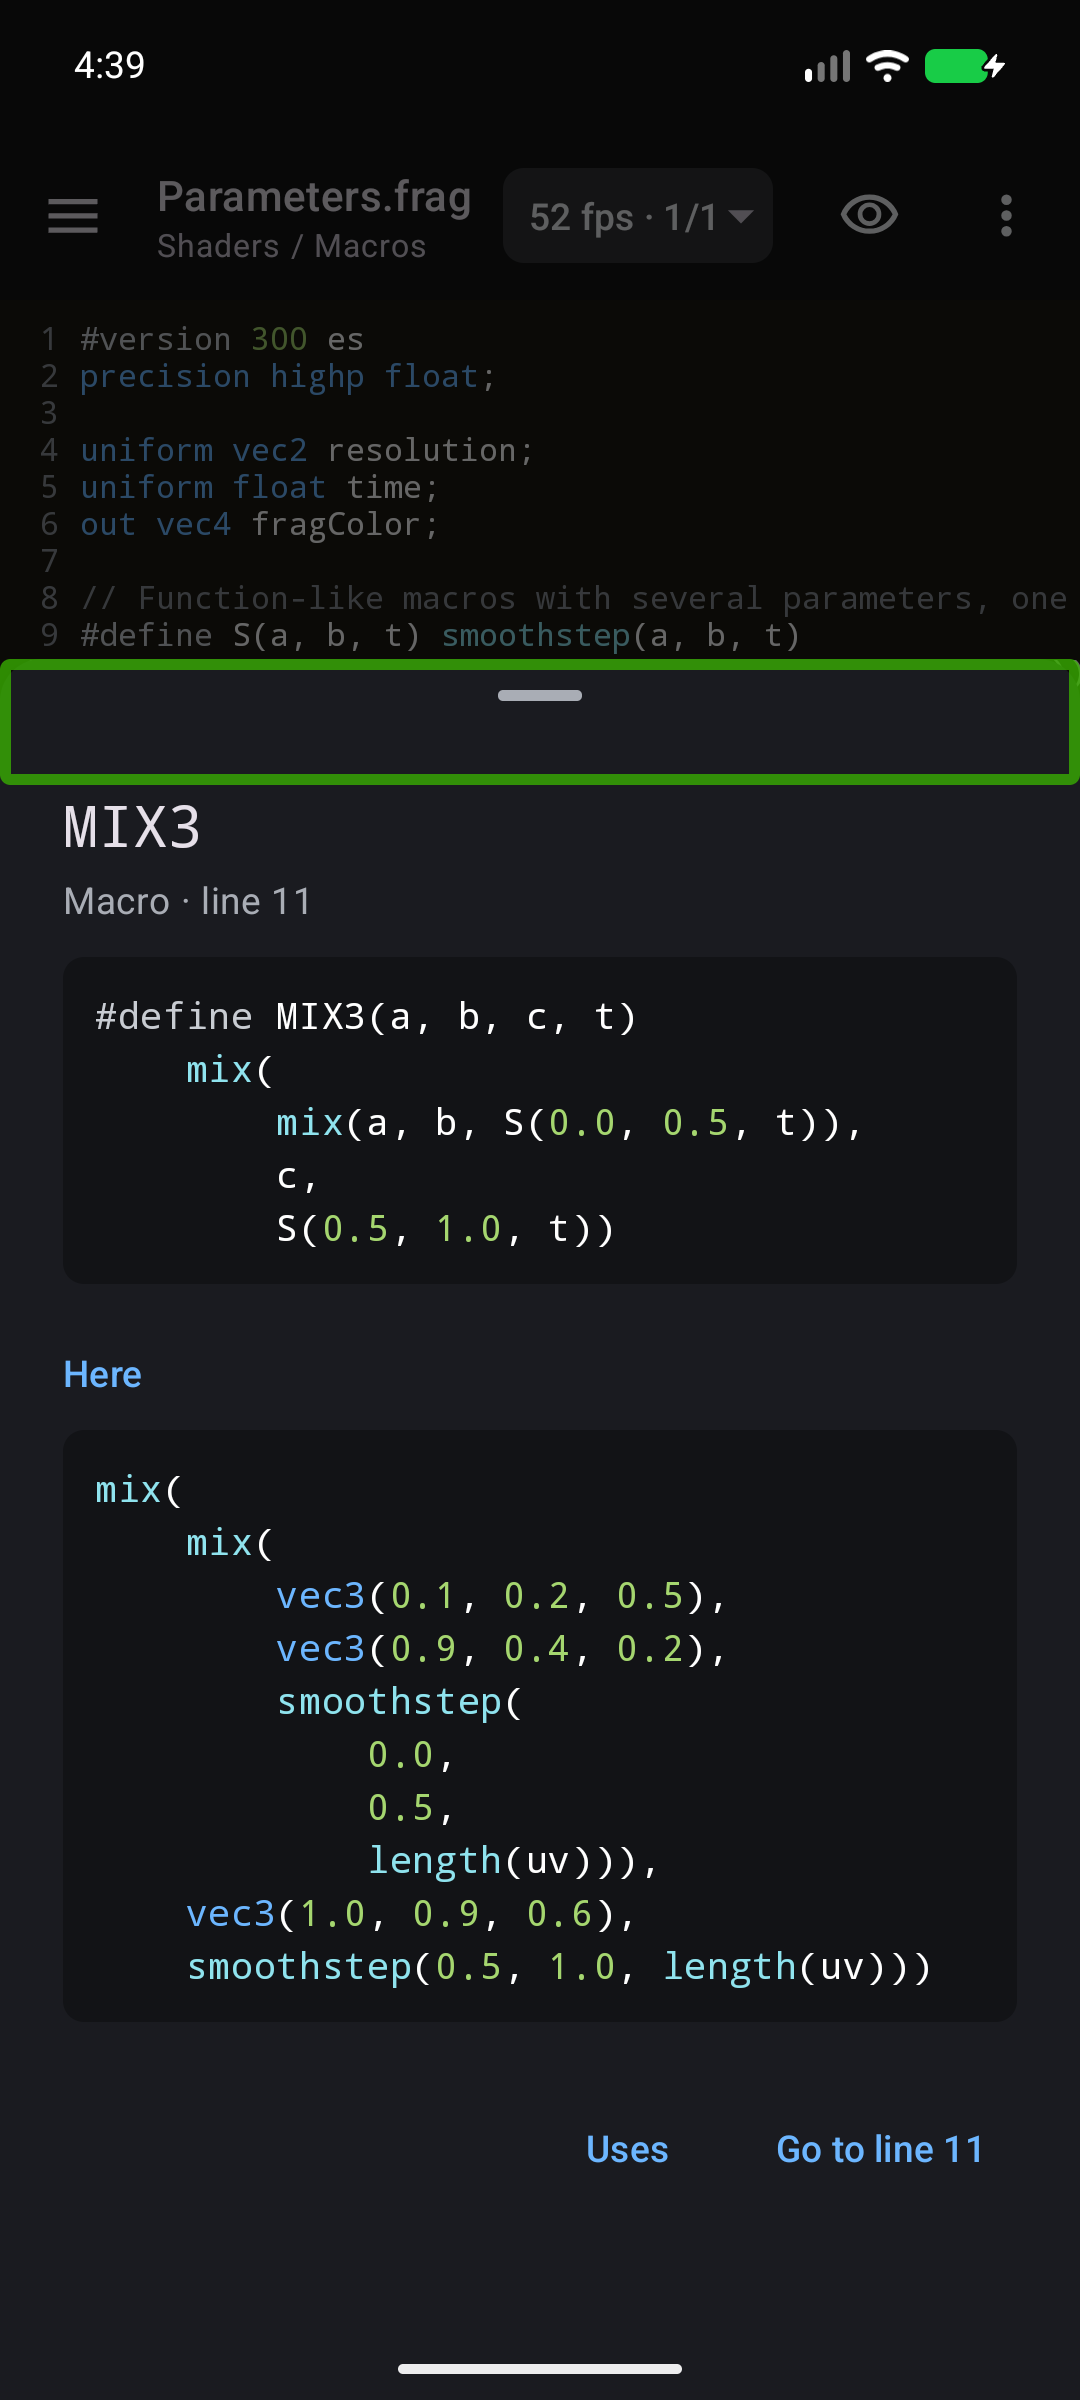 4:39
Parameters.frag
Shaders / Macros
52 fps · 1/1
1 #version 300 es
2 precision highp float;
3
4 uniform vec2 resolution;
5 uniform float time;
6 out vec4 fragColor;
7
8 // Function-like macros with several parameters, one
9 #define S(a, b, t) smoothstep(a, b, t)
MIX3
Macro · line 11
#define MIX3(a, b, c, t)
mix(
mix(a, b, S(0.0, 0.5, t)),
c,
S(0.5, 1.0, t))
Here
mix(
mix(
vec3(0.1, 0.2, 0.5),
vec3(0.9, 0.4, 0.2),
smoothstep(
0.0,
0.5,
length(uv))),
vec3(1.0, 0.9, 0.6),
smoothstep(0.5, 1.0, length(uv)))
Uses
Go to line 11